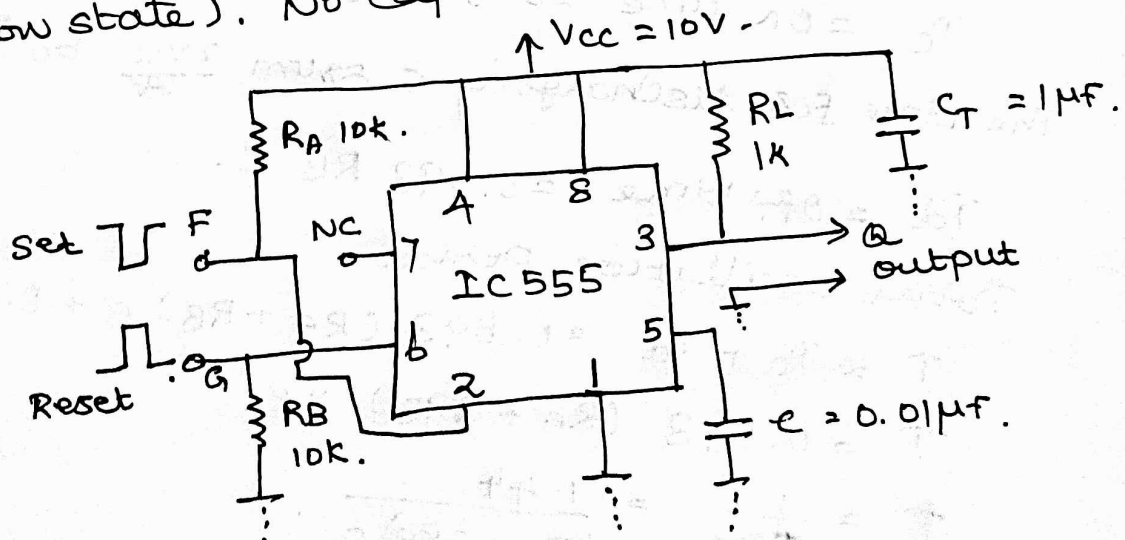 ow state). No
Vcc = 10V.
RA 10k.
RL
1K
CT = 1µf.
Set
F
NC
7
4
8
3
Q
output
IC555
5
Reset
G
6
2
1
RB
10K.
c = 0.01µf.